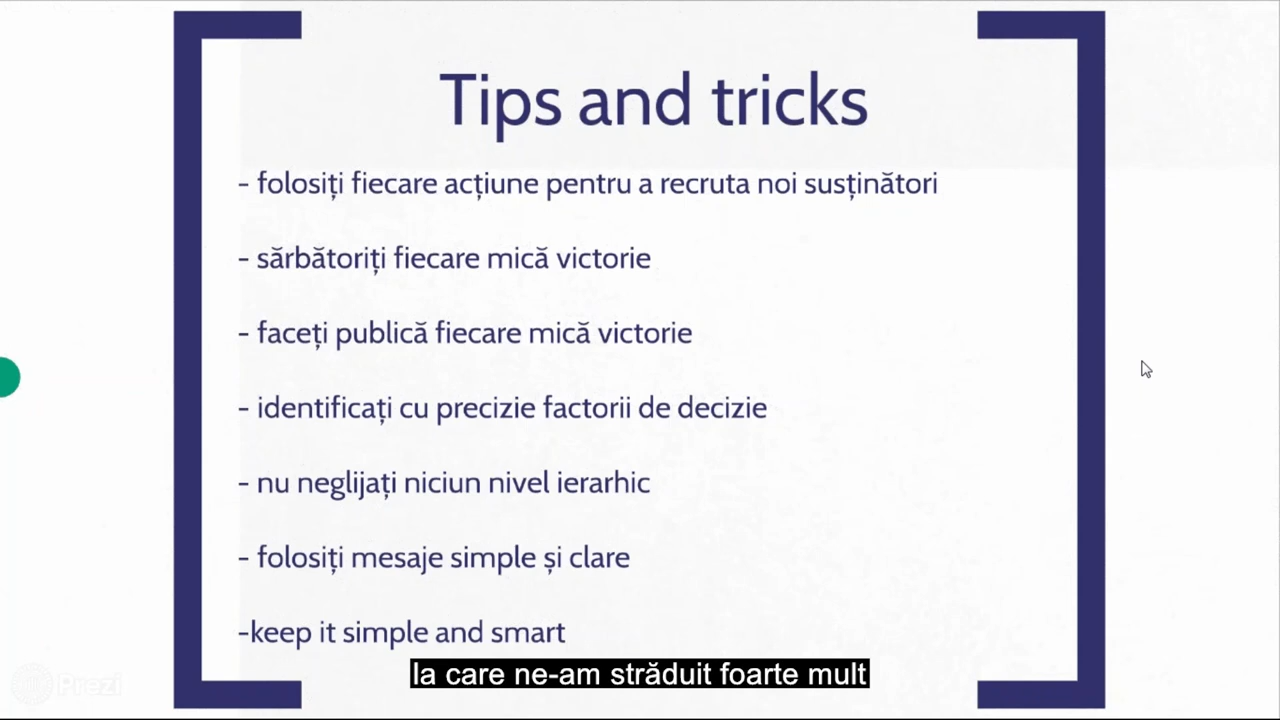 Tips and tricks
- folosiți fiecare acțiune pentru a recruta noi susținători
- sărbătoriți fiecare mică victorie
- faceți publică fiecare mică victorie
- identificați cu precizie factorii de decizie
- nu neglijați niciun nivel ierarhic
- folosiți mesaje simple și clare
-keep it simple and smart
la care ne-am străduit foarte mult
Prezi